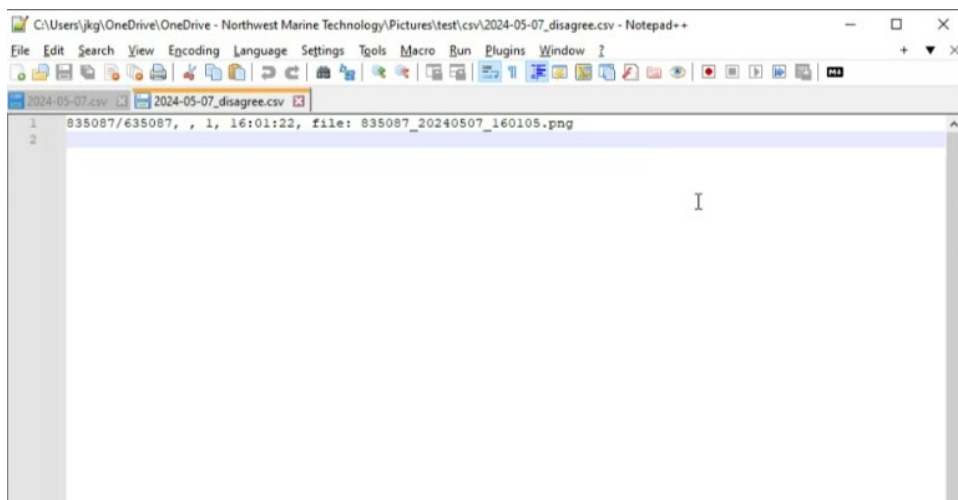 C:\Users\jkg\OneDrive\OneDrive - Northwest Marine Technology\Pictures\test\csv\2024-05-07_disagree.csv - Notepad++
File Edit Search View Encoding Language Settings Tools Macro Run Plugins Window ?
2024-05-07.csv 2024-05-07_disagree.csv
1 835087/635087, , 1, 16:01:22, file: 835087_20240507_160105.png
2